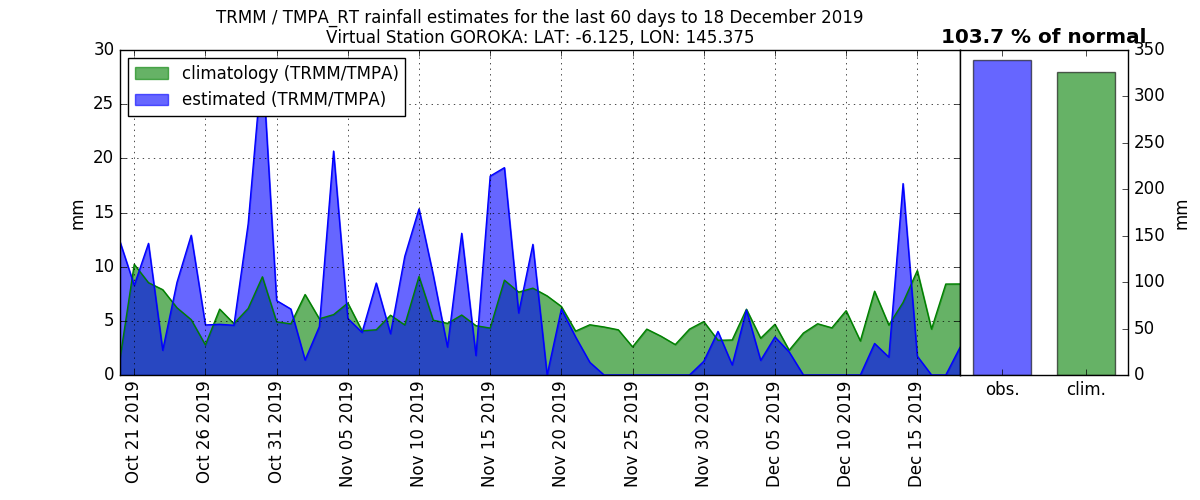 TRMM / TMPA_RT rainfall estimates for the last 60 days to 18 December 2019
Virtual Station GOROKA: LAT: -6.125, LON: 145.375
103.7 % of normal
climatology (TRMM/TMPA)
estimated (TRMM/TMPA)
30
25
20
15
10
5
0
mm
Oct 21 2019
Oct 26 2019
Oct 31 2019
Nov 05 2019
Nov 10 2019
Nov 15 2019
Nov 20 2019
Nov 25 2019
Nov 30 2019
Dec 05 2019
Dec 10 2019
Dec 15 2019
obs.
clim.
350
300
250
200
150
100
50
0
mm